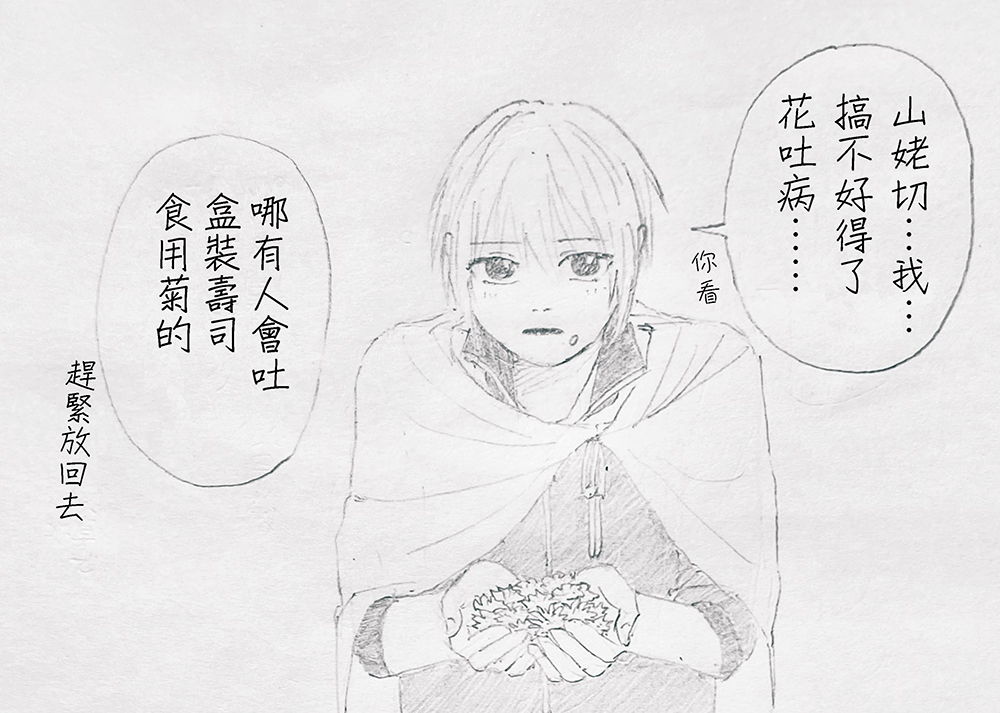 山姥切……我…
搞不好得了
花吐病……
你看
哪有人會吐
盒裝壽司
食用菊的
趕緊放回去